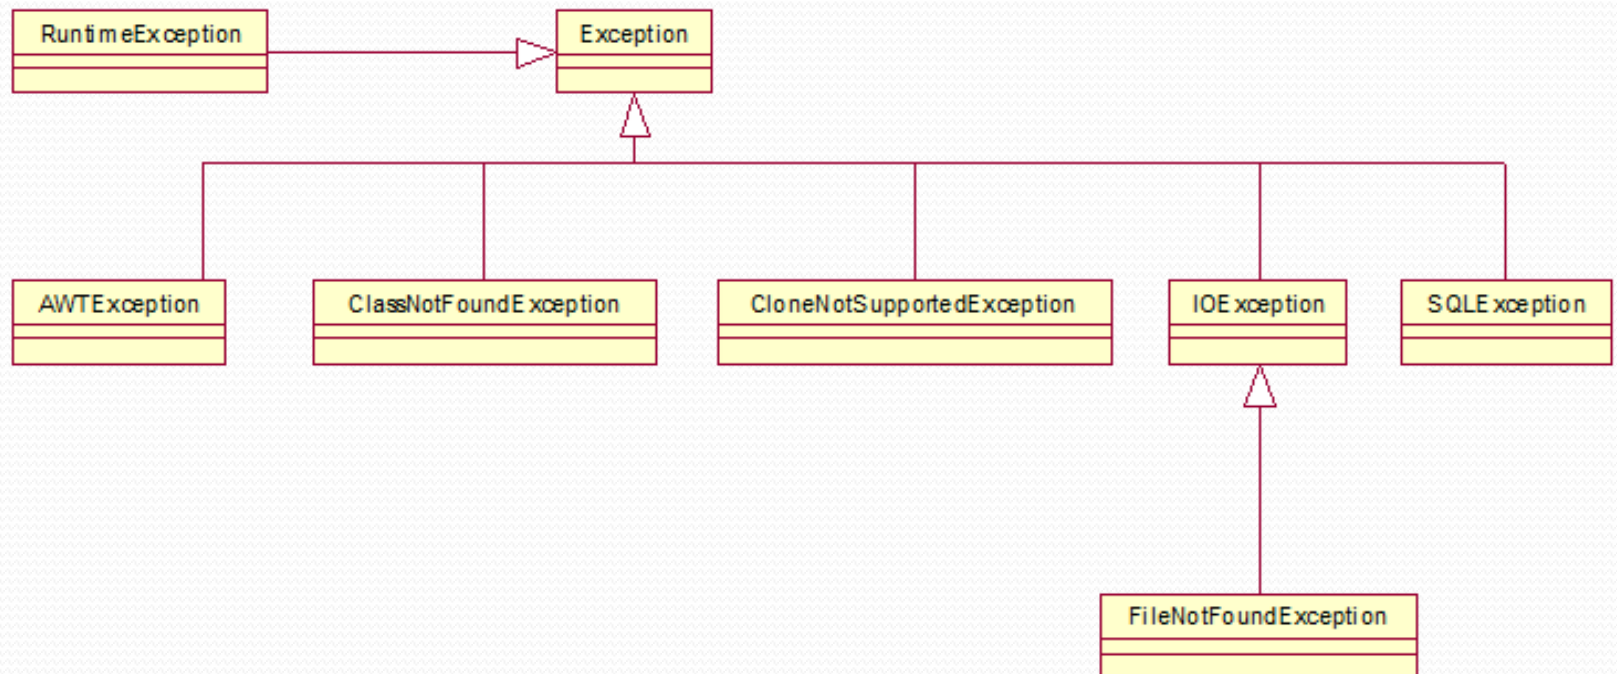 RuntimeException
Exception
AWTException
ClassNotFoundException
CloneNotSupportedException
IOException
SQLException
FileNotFoundException